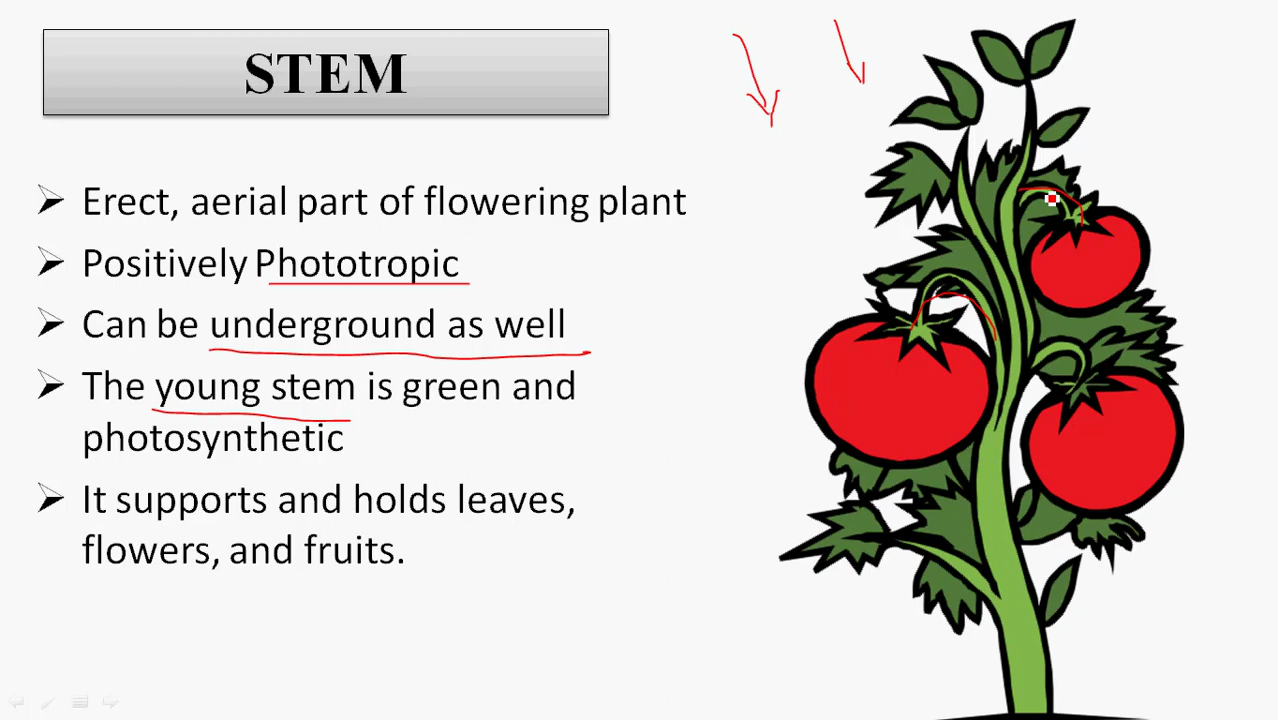 STEM
Erect, aerial part of flowering plant
Positively Phototropic
Can be underground as well
The young stem is green and
photosynthetic
It supports and holds leaves,
flowers, and fruits.